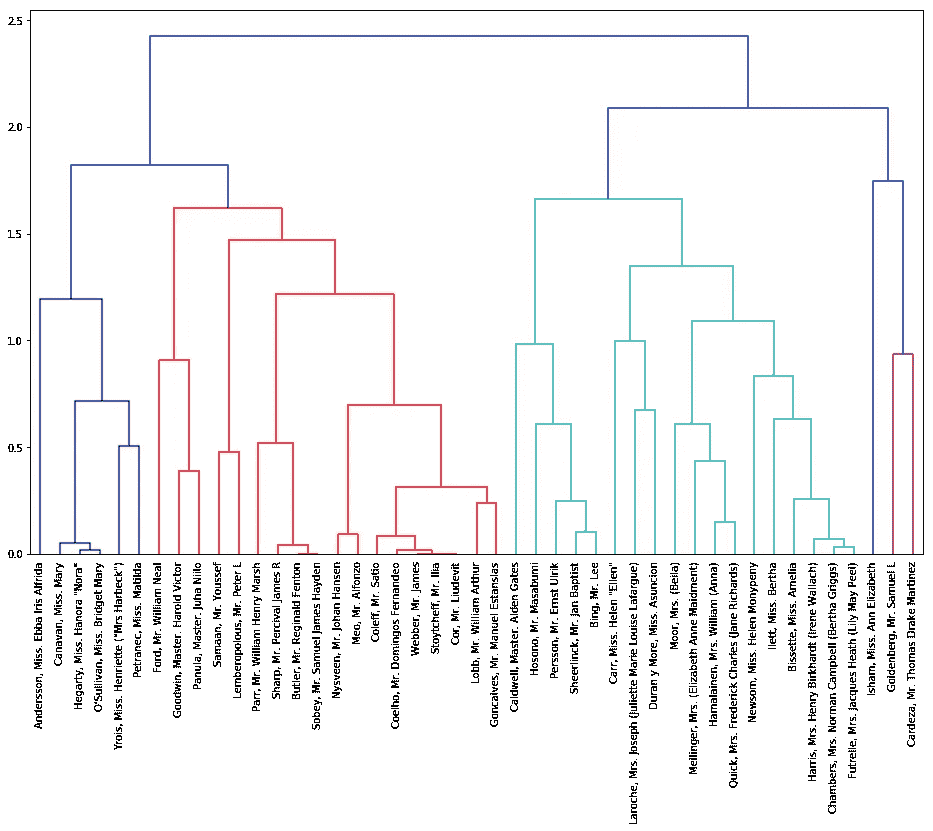 2.5
2.0
1.5
1.0
0.5
0.0
Andersson, Miss. Ebba Iris Alfrida
Canavan, Miss. Mary
Hegarty, Miss. Hanora "Nora"
O'Sullivan, Miss. Bridget Mary
Yrois, Miss. Henriette ("Mrs Harbeck")
Petranec, Miss. Matilda
Ford, Mr. William Neal
Goodwin, Master. Harold Victor
Panula, Master. Juha Niilo
Samaan, Mr. Youssef
Lemberopolous, Mr. Peter L
Parr, Mr. William Henry Marsh
Sharp, Mr. Percival James R
Butler, Mr. Reginald Fenton
Sobey, Mr. Samuel James Hayden
Nysveen, Mr. Johan Hansen
Meo, Mr. Alfonzo
Coleff, Mr. Satio
Coelho, Mr. Domingos Fernandeo
Webber, Mr. James
Stoytcheff, Mr. Ilia
Cor, Mr. Liudevit
Lobb, Mr. William Arthur
Goncalves, Mr. Manuel Estanslas
Caldwell, Master. Alden Gates
Hosono, Mr. Masabumi
Persson, Mr. Ernst Ulrik
Sheerlinck, Mr. Jan Baptist
Bing, Mr. Lee
Carr, Miss. Helen "Ellen"
Laroche, Mrs. Joseph (Juliette Marie Louise Lafargue)
Duran y More, Miss. Asuncion
Moor, Mrs. (Beila)
Mellinger, Mrs. (Elizabeth Anne Maidment)
Hamalainen, Mrs. William (Anna)
Quick, Mrs. Frederick Charles (Jane Richards)
Newsom, Miss. Helen Monypeny
Ilett, Miss. Bertha
Bissette, Miss. Amelia
Harris, Mrs. Henry Birkhardt (Irene Wallach)
Chambers, Mrs. Norman Campbell (Bertha Griggs)
Futrelle, Mrs. Jacques Heath (Lily May Peel)
Isham, Miss. Ann Elizabeth
Goldenberg, Mr. Samuel L
Cardeza, Mr. Thomas Drake Martinez